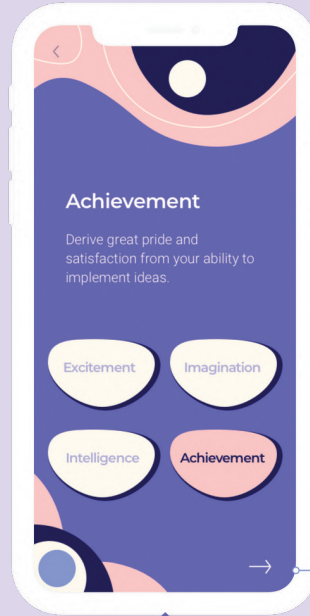 Achievement
Derive great pride and
satisfaction from your ability to
implement ideas.
Excitement
Imagination
Intelligence
Achievement